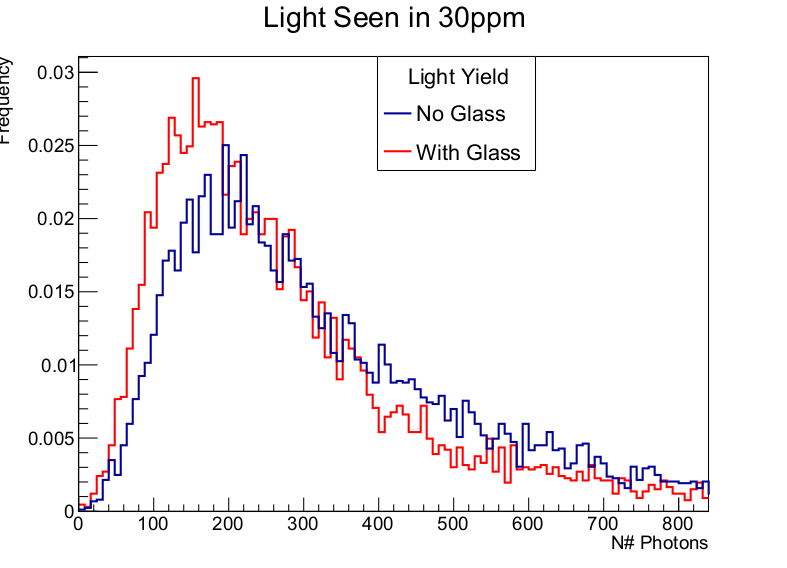 Light Seen in 30ppm
Frequency
Light Yield
No Glass
With Glass
0.03
0.025
0.02
0.015
0.01
0.005
0
0 100 200 300 400 500 600 700 800
N# Photons